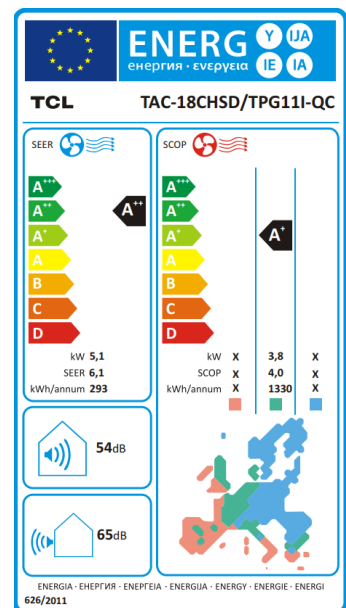 ENERG Y IJA
енергия · ενεργεια IE IA
TCL TAC-18CHSD/TPG11I-QC
SEER
A+++
A++
A+
A
B
C
D
A++
kW 5,1
SEER 6,1
kWh/annum 293
SCOP
A+++
A++
A+
A
B
C
D
A+
kW X 3,8 X
SCOP X 4,0 X
kWh/annum X 1330 X
54dB
65dB
ENERGIA · ЕНЕРГИЯ · ΕΝΕΡΓΕΙΑ · ENERGIJA · ENERGY · ENERGIE · ENERGI
626/2011